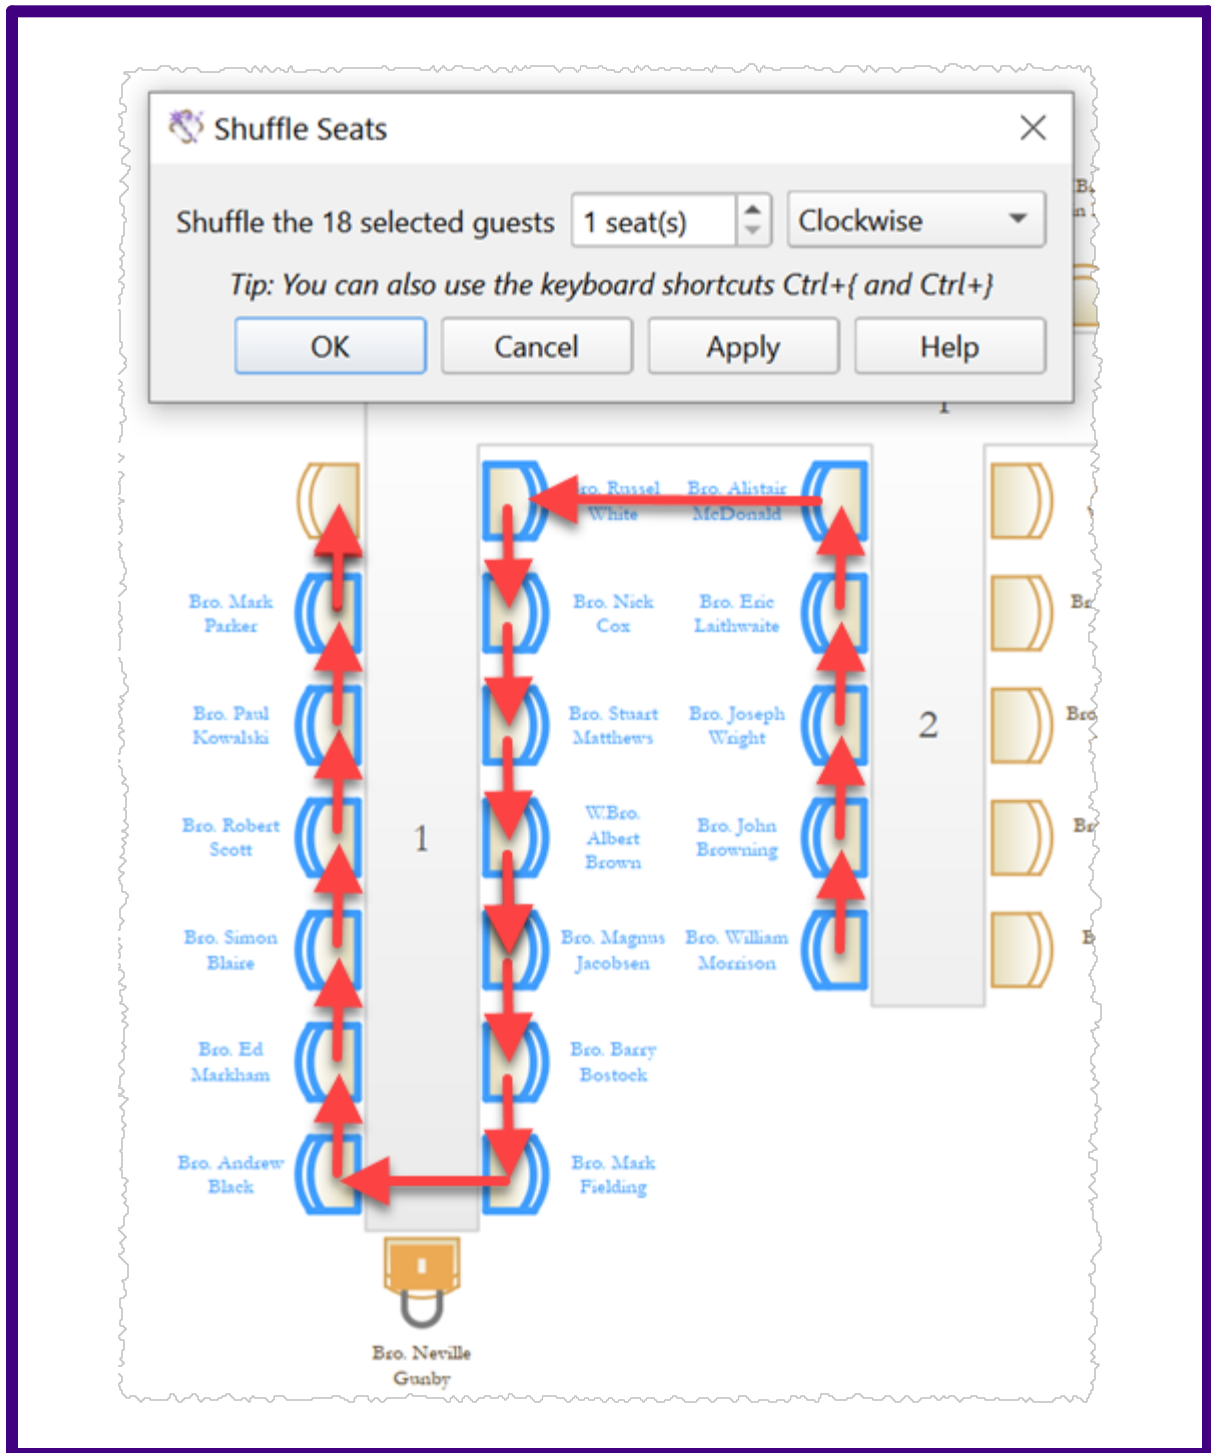 Shuffle Seats
Shuffle the 18 selected guests 1 seat(s) Clockwise
Tip: You can also use the keyboard shortcuts Ctrl+{ and Ctrl+}
OK Cancel Apply Help
Russel
White
Bro. Alistair
McDonald
Bro. Mark
Parker
Bro. Nick
Cox
Bro. Eric
Laithwaite
Bro. Paul
Kowalski
Bro. Stuart
Matthews
Bro. Joseph
Wright
2
Bro. Robert
Scott
1
W.Bro.
Albert
Brown
Bro. John
Browning
Bro. Simon
Blaire
Bro. Magnus
Jacobsen
Bro. William
Morrison
Bro. Ed
Markham
Bro. Barry
Bostock
Bro. Andrew
Black
Bro. Mark
Fielding
Bro. Neville
Gunby